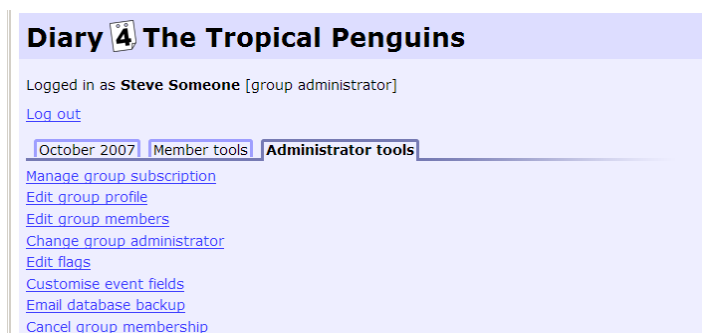 Diary 4 The Tropical Penguins
Logged in as Steve Someone [group administrator]
Log out
October 2007 Member tools Administrator tools
Manage group subscription
Edit group profile
Edit group members
Change group administrator
Edit flags
Customise event fields
Email database backup
Cancel group membership